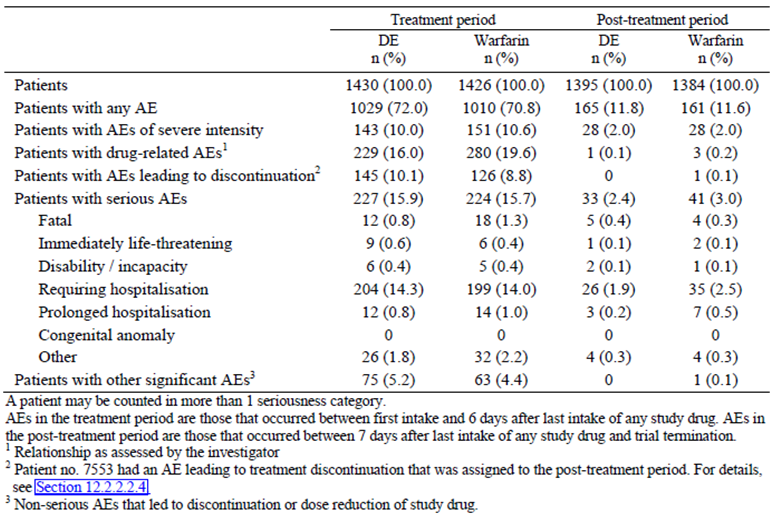 Treatment period Post-treatment period
DE Warfarin DE Warfarin
n (%) n (%) n (%) n (%)
Patients 1430 (100.0) 1426 (100.0) 1395 (100.0) 1384 (100.0)
Patients with any AE 1029 (72.0) 1010 (70.8) 165 (11.8) 161 (11.6)
Patients with AEs of severe intensity 143 (10.0) 151 (10.6) 28 (2.0) 28 (2.0)
Patients with drug-related AEs1 229 (16.0) 280 (19.6) 1 (0.1) 3 (0.2)
Patients with AEs leading to discontinuation2 145 (10.1) 126 (8.8) 0 1 (0.1)
Patients with serious AEs 227 (15.9) 224 (15.7) 33 (2.4) 41 (3.0)
Fatal 12 (0.8) 18 (1.3) 5 (0.4) 4 (0.3)
Immediately life-threatening 9 (0.6) 6 (0.4) 1 (0.1) 2 (0.1)
Disability / incapacity 6 (0.4) 5 (0.4) 2 (0.1) 1 (0.1)
Requiring hospitalisation 204 (14.3) 199 (14.0) 26 (1.9) 35 (2.5)
Prolonged hospitalisation 12 (0.8) 14 (1.0) 3 (0.2) 7 (0.5)
Congenital anomaly 0 0 0 0
Other 26 (1.8) 32 (2.2) 4 (0.3) 4 (0.3)
Patients with other significant AEs3 75 (5.2) 63 (4.4) 0 1 (0.1)
A patient may be counted in more than 1 seriousness category.
AEs in the treatment period are those that occurred between first intake and 6 days after last intake of any study drug. AEs in
the post-treatment period are those that occurred between 7 days after last intake of any study drug and trial termination.
1 Relationship as assessed by the investigator
2 Patient no. 7553 had an AE leading to treatment discontinuation that was assigned to the post-treatment period. For details,
see Section 12.2.2.2.4.
3 Non-serious AEs that led to discontinuation or dose reduction of study drug.